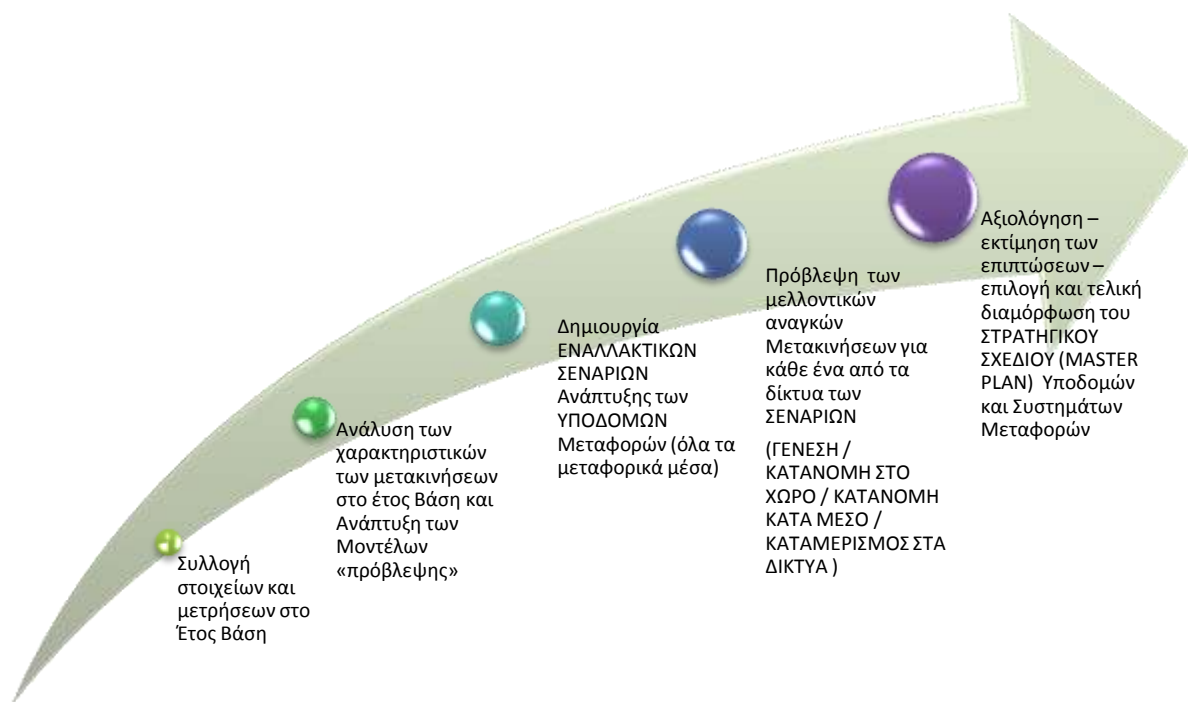 Συλλογή
στοιχείων και
μετρήσεων στο
Έτος Βάση
Ανάλυση των
χαρακτηριστικών
των μετακινήσεων
στο έτος Βάση και
Ανάπτυξη των
Μοντέλων
«πρόβλεψης»
Δημιουργία
ΕΝΑΛΛΑΚΤΙΚΩΝ
ΣΕΝΑΡΙΩΝ
Ανάπτυξης των
ΥΠΟΔΟΜΩΝ
Μεταφορών (όλα τα
μεταφορικά μέσα)
Πρόβλεψη των
μελλοντικών
αναγκών
Μετακινήσεων για
κάθε ένα από τα
δίκτυα των
ΣΕΝΑΡΙΩΝ
(ΓΕΝΕΣΗ /
ΚΑΤΑΝΟΜΗ ΣΤΟ
ΧΩΡΟ / ΚΑΤΑΝΟΜΗ
ΚΑΤΑ ΜΕΣΟ /
ΚΑΤΑΜΕΡΙΣΜΟΣ ΣΤΑ
ΔΙΚΤΥΑ )
Αξιολόγηση –
εκτίμηση των
επιπτώσεων –
επιλογή και τελική
διαμόρφωση του
ΣΤΡΑΤΗΓΙΚΟΥ
ΣΧΕΔΙΟΥ (MASTER
PLAN) Υποδομών
και Συστημάτων
Μεταφορών